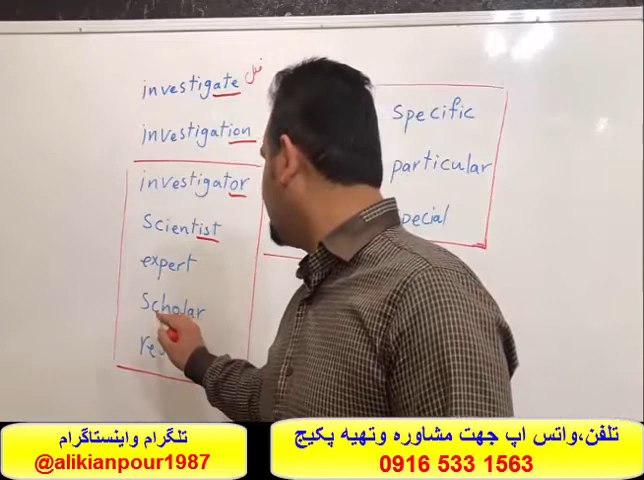 investigate فعل
investigation
investigator
Scientist
expert
Scholar
Specific
particular
تلفن،واتس اپ جهت مشاوره وتهیه پکیج
0916 533 1563
تلگرام واینستاگرام
@alikianpour1987